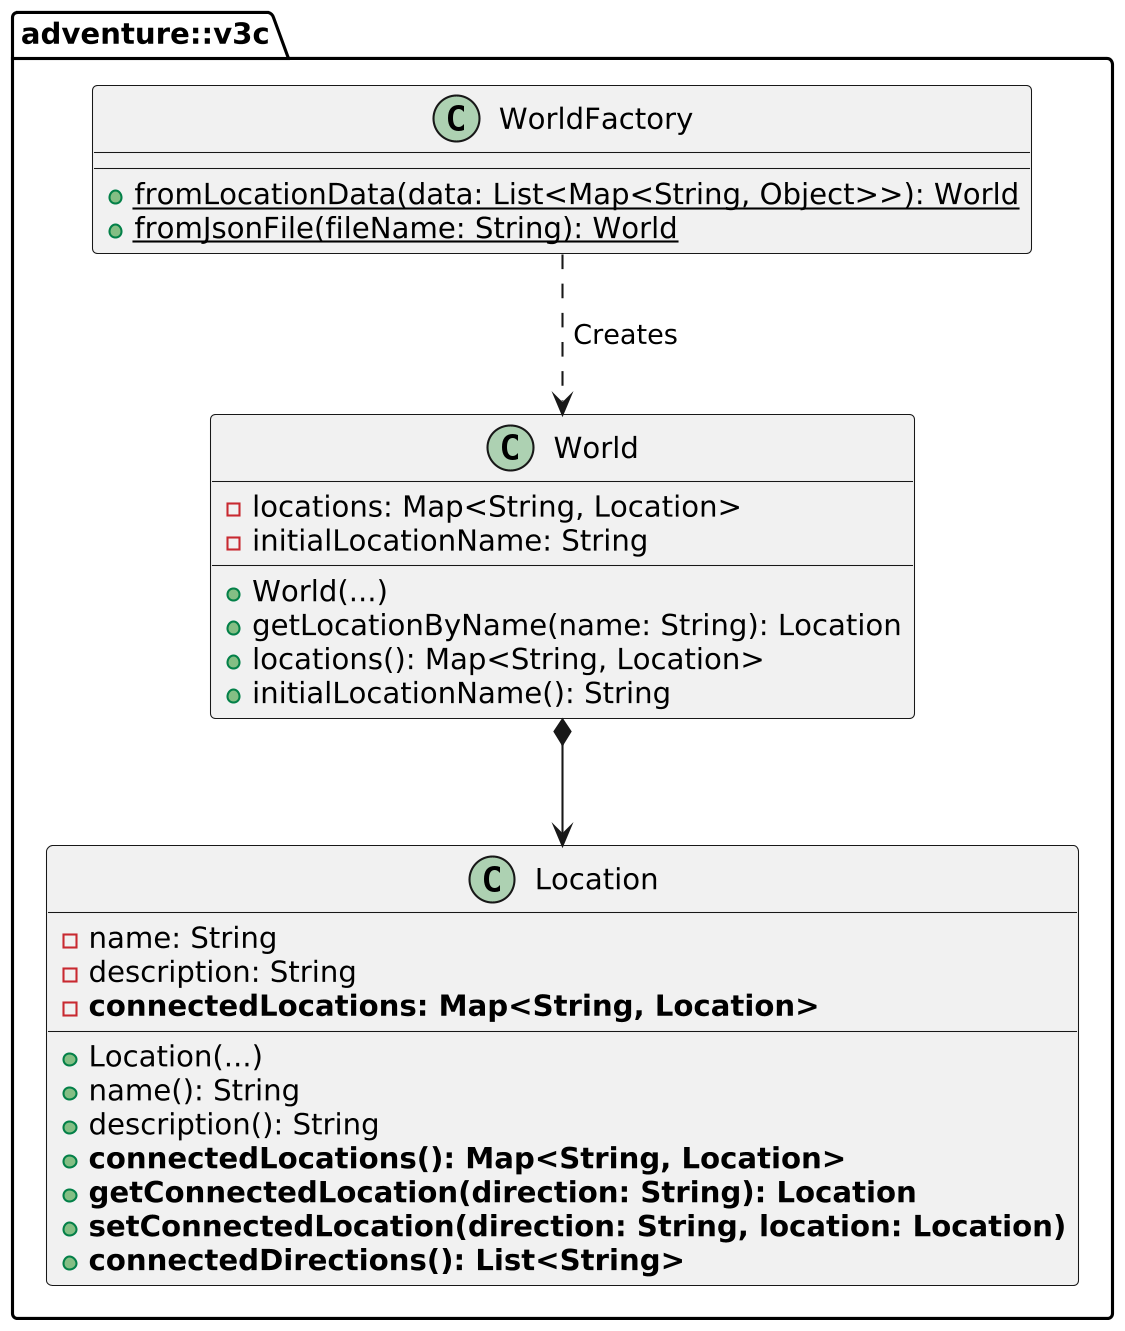 adventure::v3c
C WorldFactory
fromLocationData(data: List<Map<String, Object>>): World
fromJsonFile(fileName: String): World
Creates
C World
locations: Map<String, Location>
initialLocationName: String
World(...)
getLocationByName(name: String): Location
locations(): Map<String, Location>
initialLocationName(): String
C Location
name: String
description: String
connectedLocations: Map<String, Location>
Location(...)
name(): String
description(): String
connectedLocations(): Map<String, Location>
getConnectedLocation(direction: String): Location
setConnectedLocation(direction: String, location: Location)
connectedDirections(): List<String>